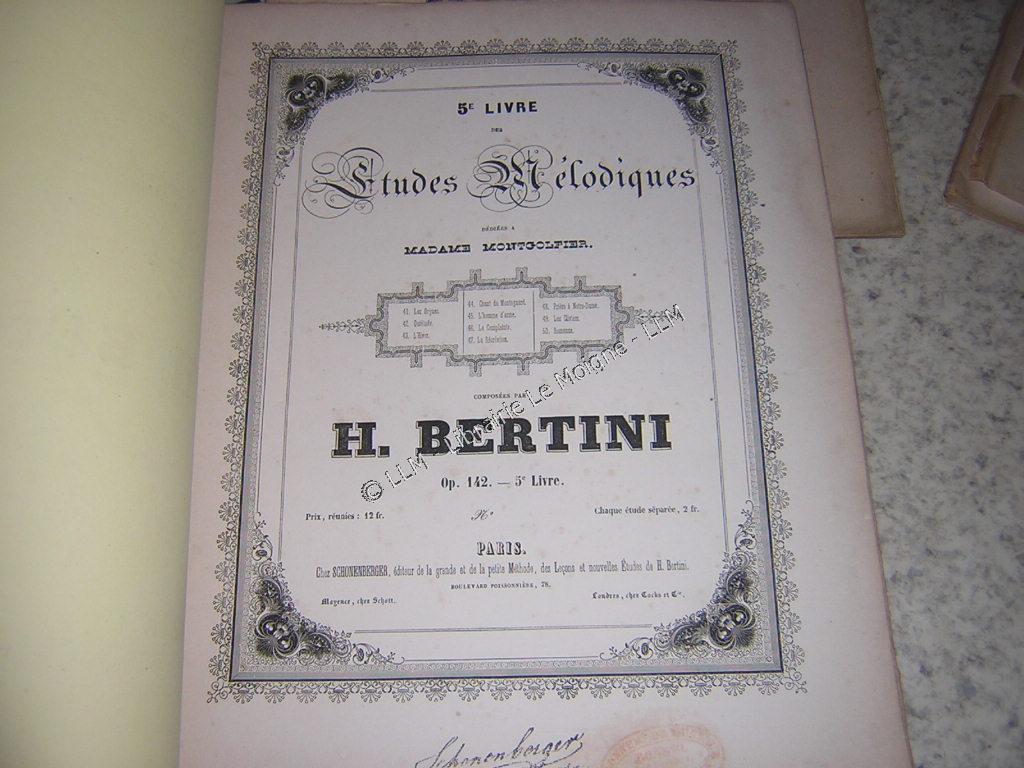 5E LIVRE
DES
Etudes Mélodiques
DÉDIÉES A
MADAME MONTGOLFIER.
41. Les Orgues.
42. Quiétude.
43. L'Hiver.
44. Chant du Montagnard.
45. L'homme d'arme.
46. La Complainte.
47. La Récréation.
48. Prière à Notre-Dame.
49.
50. Romance.
COMPOSÉES PAR
H. BERTINI
Op. 142. — 5e Livre.
Prix, réunies: 12 fr.
No
Chaque étude séparée, 2 fr.
PARIS.
Chez SCHONENBERGER, éditeur de la grande et de la petite Méthode, des Leçons et nouvelles Études de H. Bertini.
BOULEVARD POISSONNIÈRE, 28.
Mayence, chez Schott.
Londres, chez Cocks et Cie.
Schonenberger
© LLM - Librairie Le Moigne - LLM